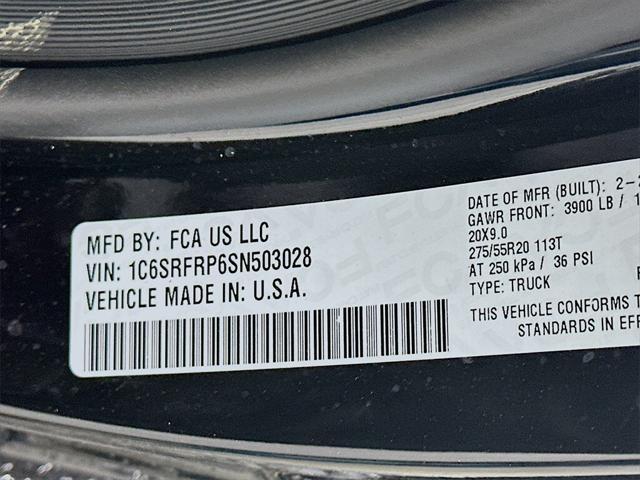 MFD BY: FCA US LLC
VIN: 1C6SRFRP6SN503028
VEHICLE MADE IN: U.S.A.
DATE OF MFR (BUILT): 2-
GAWR FRONT: 3900 LB /
20X9.0
275/55R20 113T
AT 250 kPa / 36 PSI
TYPE: TRUCK
THIS VEHICLE CONFORMS
STANDARDS IN